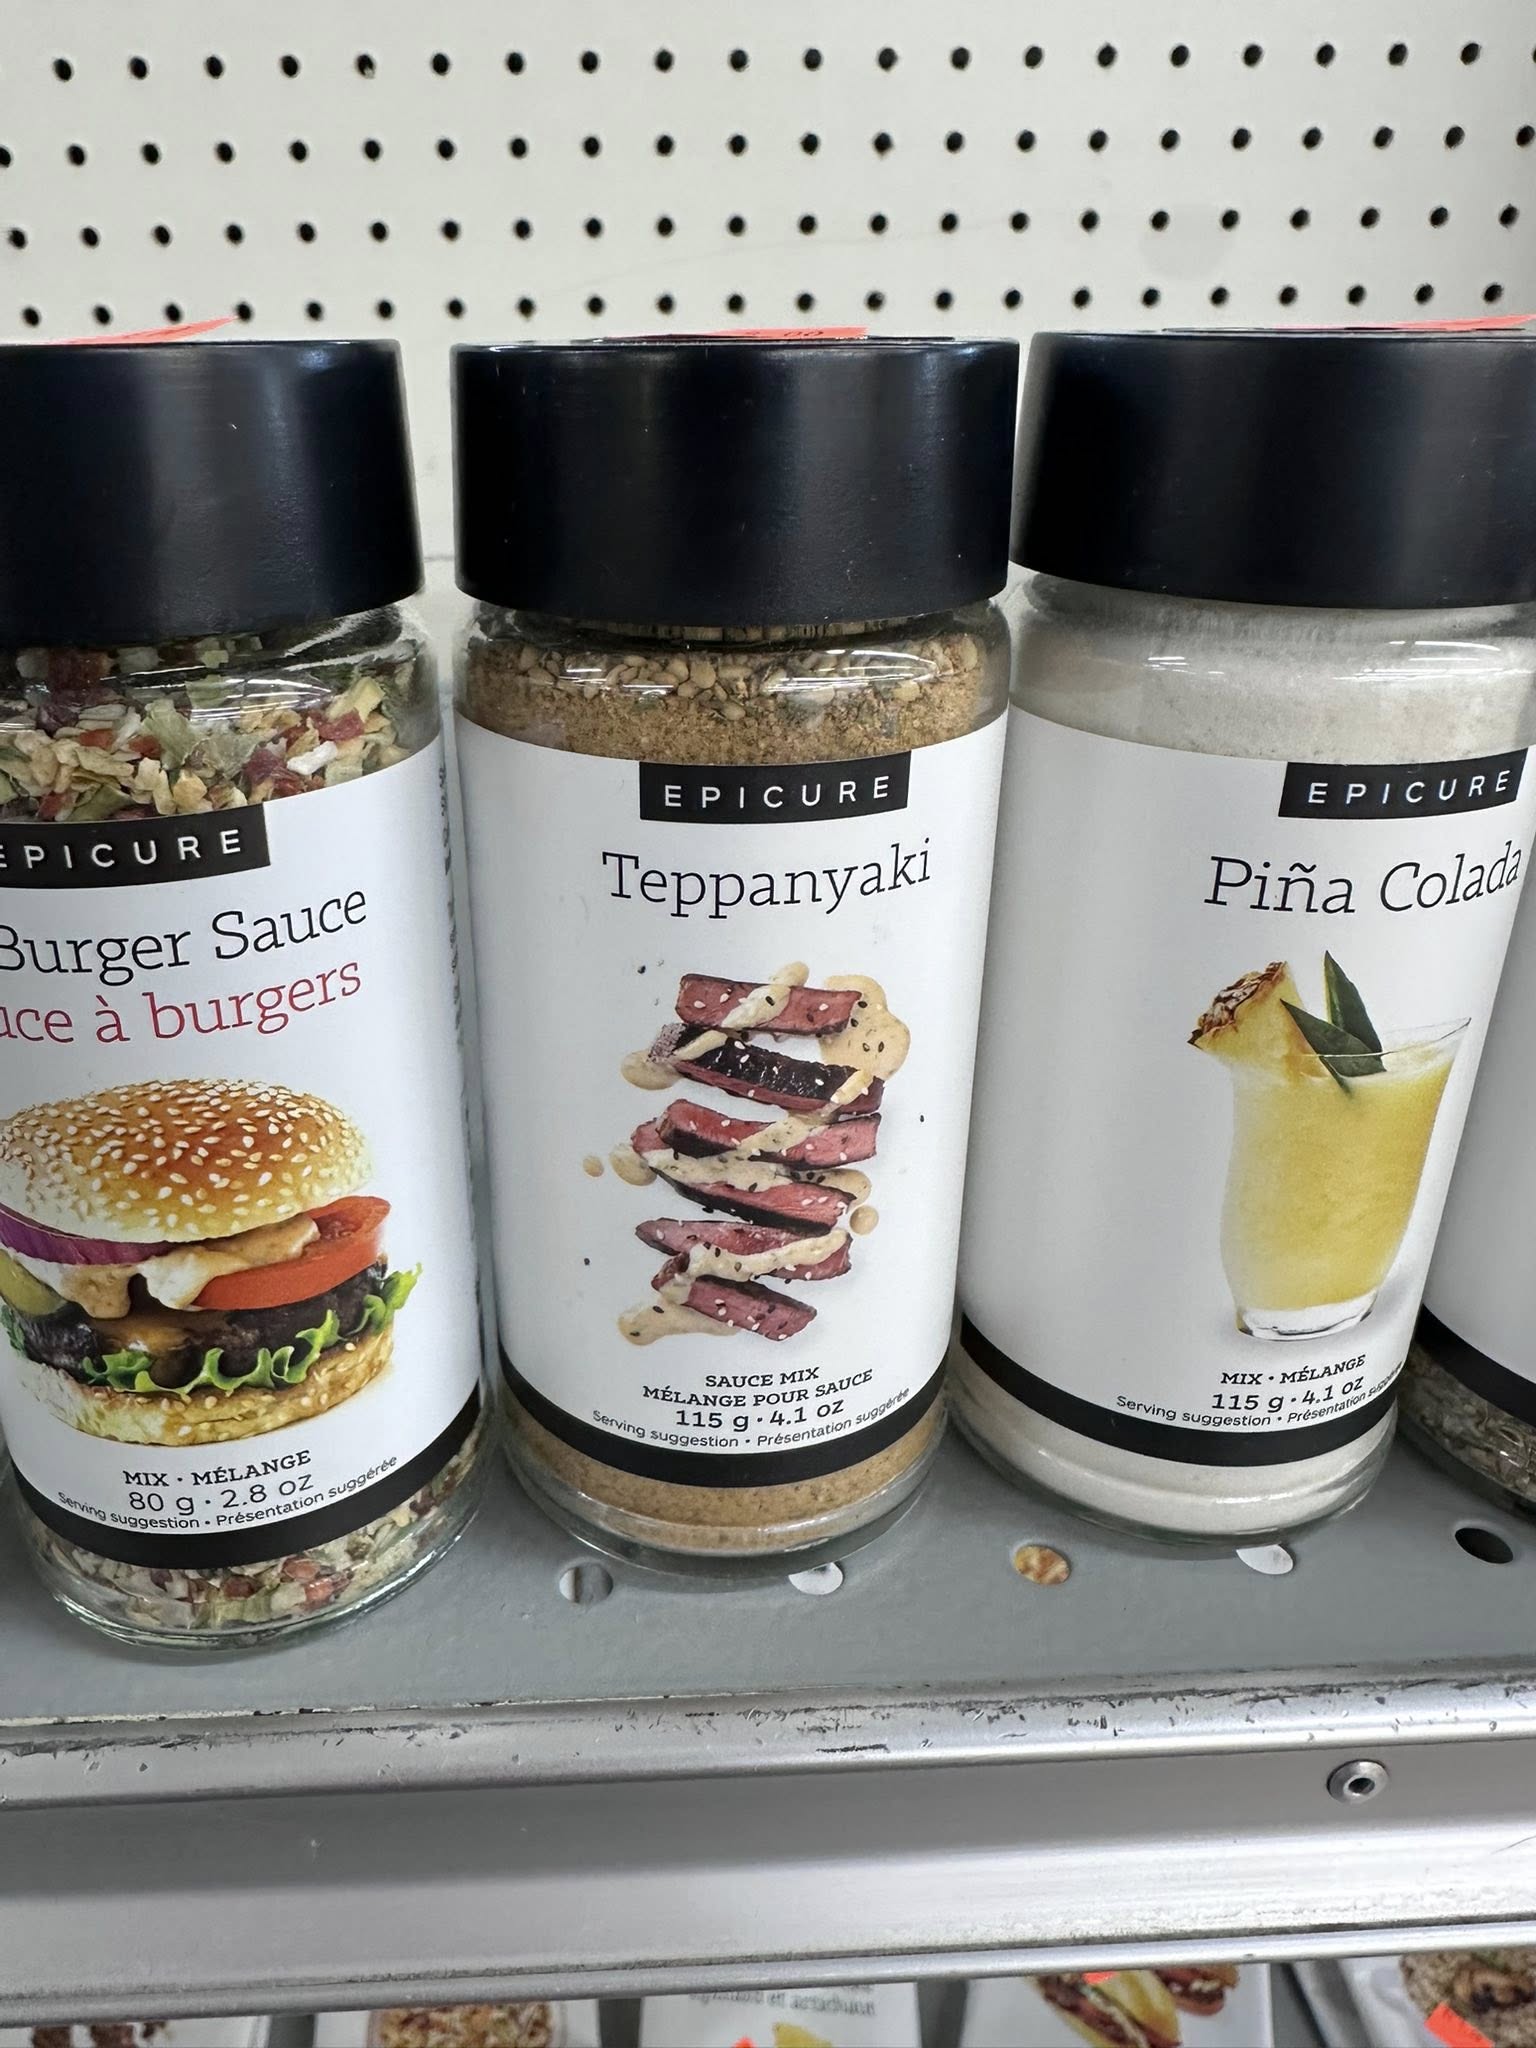 EPICURE
Burger Sauce
à burgers
MIX · MÉLANGE
80 g · 2.8 OZ
Serving suggestion · Présentation suggérée
EPICURE
Teppanyaki
SAUCE MIX
MÉLANGE POUR SAUCE
115 g · 4.1 OZ
Serving suggestion · Présentation suggérée
EPICURE
Piña Colada
MIX · MÉLANGE
115 g · 4.1 OZ
Serving suggestion · Présentation